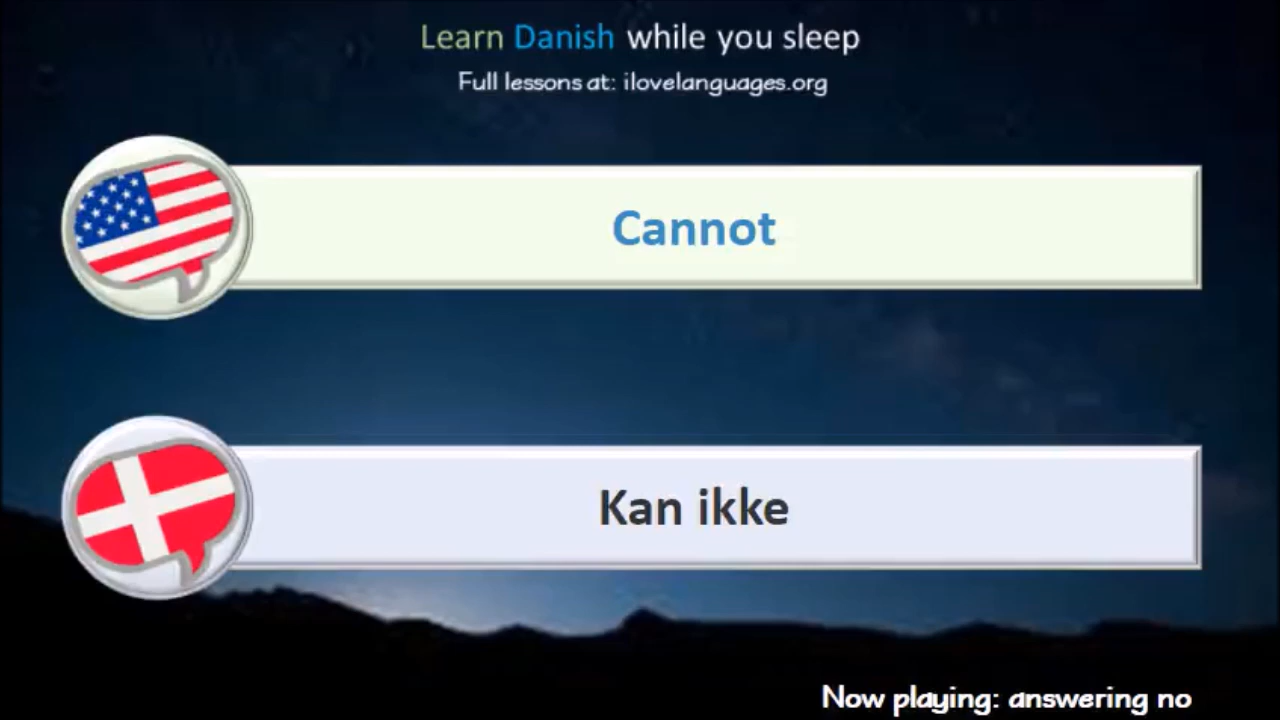 Learn Danish while you sleep
Full lessons at: ilovelanguages.org
Cannot
Kan ikke
Now playing: answering no